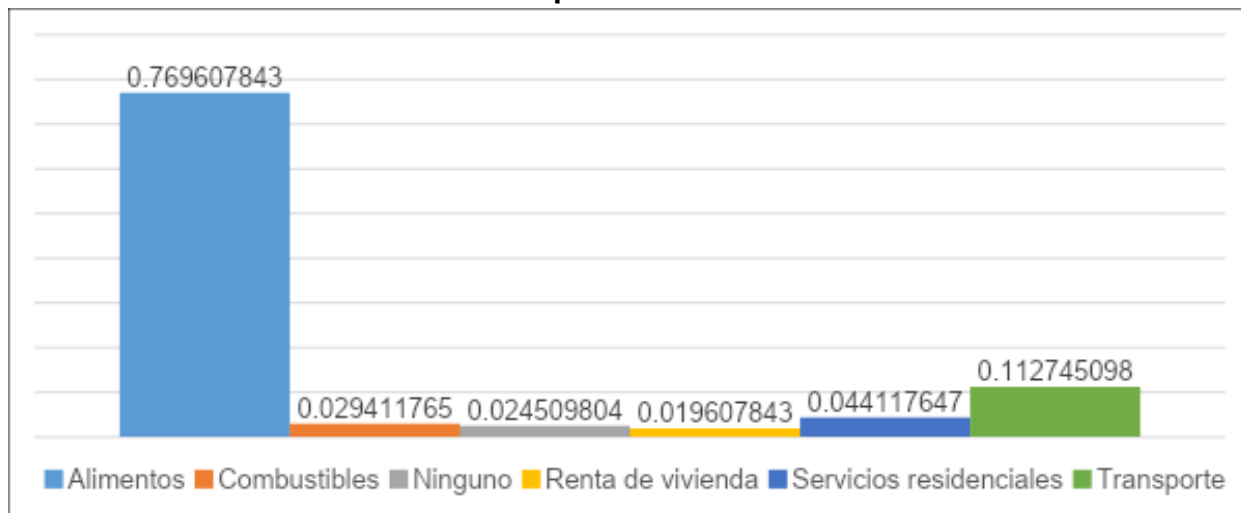 0.769607843
0.112745098
0.029411765 0.024509804 0.019607843 0.044117647
Alimentos Combustibles Ninguno Renta de vivienda Servicios residenciales Transporte